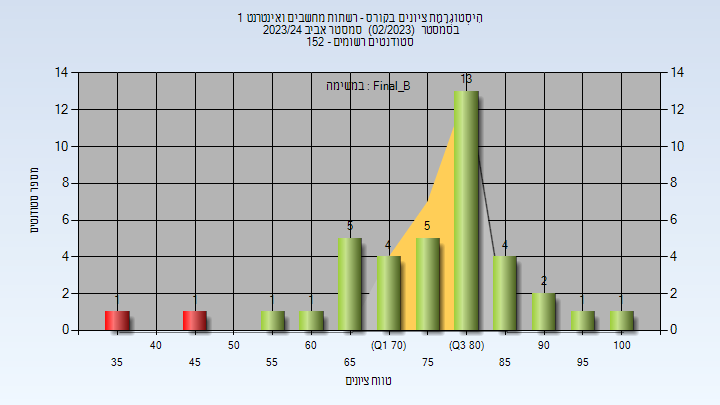 היסטוגרמת ציונים בקורס - רשתות מחשבים ואינטרנט 1
בסמסטר (02/2023) סמסטר אביב 2023/24
סטודנטים רשומים - 152
במשימה : Final_B
מספר סטודנטים
14 14
12 12
10 10
8 8
6 6
4 4
2 2
0 0
1 1 1 1 5 4 5 13 4 2 1 1
40 50 60 (Q1 70) (Q3 80) 90 100
35 45 55 65 75 85 95
טווח ציונים